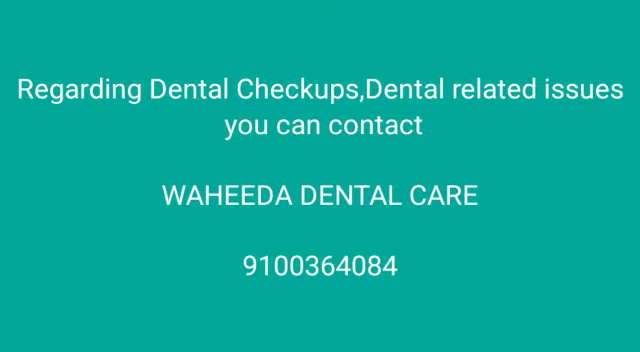 Regarding Dental Checkups,Dental related issues
you can contact
WAHEEDA DENTAL CARE
9100364084